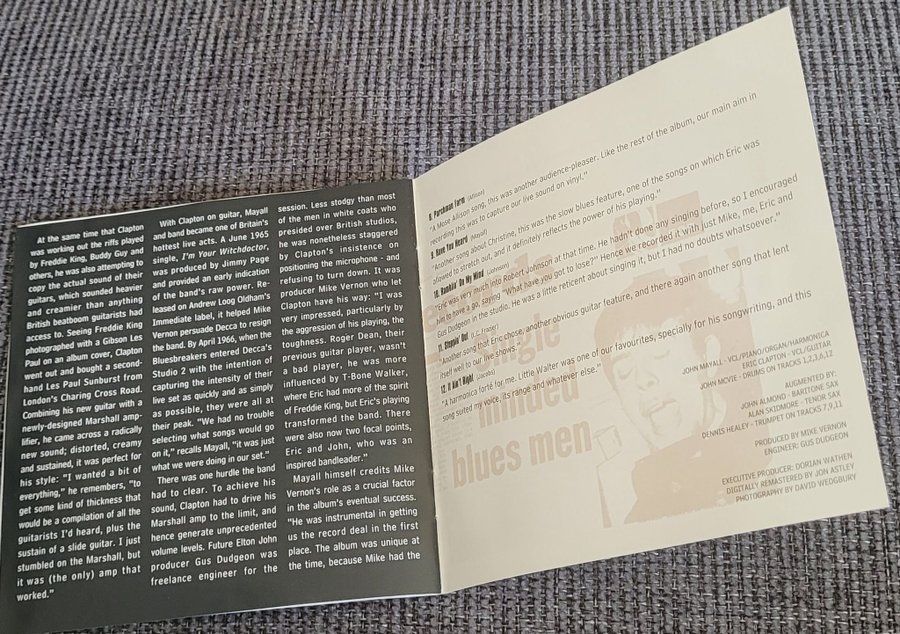 At the same time that Clapton
was working out the riffs played
by Freddie King, Buddy Guy and
others, he was also attempting to
copy the actual sound of their
guitars, which sounded heavier
and creamier than anything
British beatboom guitarists had
access to. Seeing Freddie King
photographed with a Gibson Les
Paul on an album cover, Clapton
went out and bought a second-
hand Les Paul Sunburst from
London's Charing Cross Road.
Combining his new guitar with a
newly-designed Marshall amp-
lifier, he came across a radically
new sound; distorted, creamy
and sustained, it was perfect for
his style: "I wanted a bit of
everything," he remembers, "to
get some kind of thickness that
would be a compilation of all the
guitarists I'd heard, plus the
sustain of a slide guitar. I just
stumbled on the Marshall, but
it was (the only) amp that
worked."
With Clapton on guitar, Mayall
and band became one of Britain's
hottest live acts. A June 1965
single, I'm Your Witchdoctor,
was produced by Jimmy Page
and provided an early indication
of the band's raw power. Re-
leased on Andrew Loog Oldham's
Immediate label, it helped Mike
Vernon persuade Decca to resign
the band. By April 1966, when the
Bluesbreakers entered Decca's
Studio 2 with the intention of
capturing the intensity of their
live set as quickly and as simply
as possible, they were all at
their peak. "We had no trouble
selecting what songs would go
on it," recalls Mayall, "it was just
what we were doing in our set."
There was one hurdle the band
had to clear. To achieve his
sound, Clapton had to drive his
Marshall amp to the limit, and
hence generate unprecedented
volume levels. Future Elton John
producer Gus Dudgeon was
freelance engineer for the
session. Less stodgy than most
of the men in white coats who
presided over British studios,
he was nonetheless staggered
by Clapton's insistence on
positioning the microphone - and
refusing to turn down. It was
producer Mike Vernon who let
Clapton have his way: "I was
very impressed, particularly by
the aggression of his playing, the
toughness. Roger Dean, their
previous guitar player, wasn't
a bad player, he was more
influenced by T-Bone Walker,
where Eric had more of the spirit
of Freddie King, but Eric's playing
transformed the band. There
were also now two focal points,
Eric and John, who was an
inspired bandleader."
Mayall himself credits Mike
Vernon's role as a crucial factor
in the album's eventual success.
"He was instrumental in getting
us the record deal in the first
place. The album was unique at
the time, because Mike had the
Parchman Farm (Allison)
"A Mose Allison song, this was another audience-pleaser. Like the rest of the album, our main aim in
recording this was to capture our live sound on vinyl."
9. Have You Heard (Mayall)
"Another song about Christine, this was the slow blues feature, one of the songs on which Eric was
allowed to stretch out, and it definitely reflects the power of his playing."
10. Ramblin' On My Mind (Johnson)
"Eric was very much into Robert Johnson at that time. He hadn't done any singing before, so I encouraged
him to have a go, saying "What have you got to lose?" Hence we recorded it with just Mike, me, Eric and
Gus Dudgeon in the studio. He was a little reticent about singing it, but I had no doubts whatsoever."
11. Steppin' Out (L.C. Frazier)
"Another song that Eric chose, another obvious guitar feature, and there again another song that lent
itself well to our live shows."
12. It Ain't Right (Jacobs)
"A harmonica forté for me. Little Walter was one of our favourites, specially for his songwriting, and this
song suited my voice, its range and whatever else."
minded
blues men
JOHN MAYALL - VCL/PIANO/ORGAN/HARMONICA
ERIC CLAPTON - VCL/GUITAR
JOHN MCVIE - DRUMS ON TRACKS 1,2,3,6,12
AUGMENTED BY:
JOHN ALMOND - BARITONE SAX
ALAN SKIDMORE - TENOR SAX
DENNIS HEALEY - TRUMPET ON TRACKS 7,9,11
PRODUCED BY MIKE VERNON
ENGINEER: GUS DUDGEON
EXECUTIVE PRODUCER: DORIAN WATHEN
DIGITALLY REMASTERED BY JON ASTLEY
PHOTOGRAPHY BY DAVID WEDGBURY